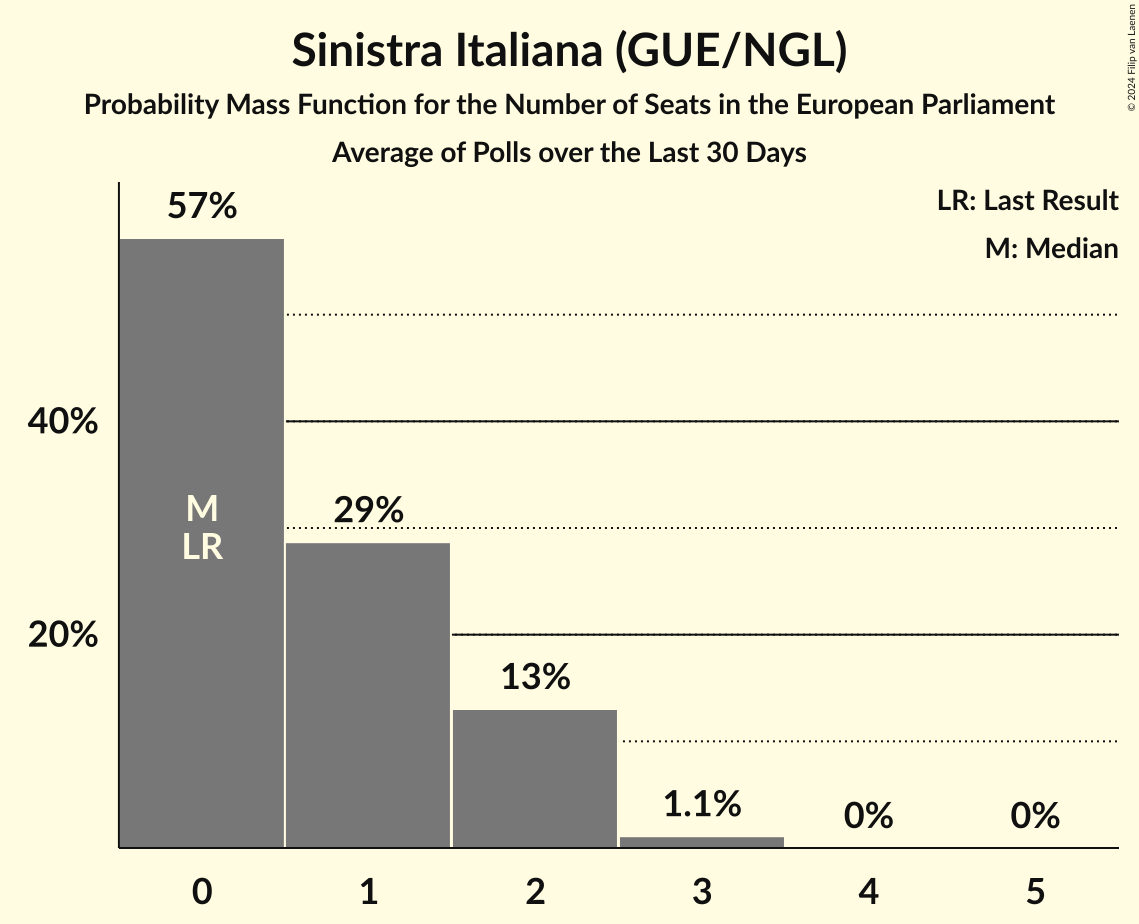 Sinistra Italiana (GUE/NGL)
Probability Mass Function for the Number of Seats in the European Parliament
Average of Polls over the Last 30 Days
© 2024 Filip van Laenen
LR: Last Result
M: Median
57%
40%
M
LR
29%
20%
13%
1.1%
0%
0%
0
1
2
3
4
5